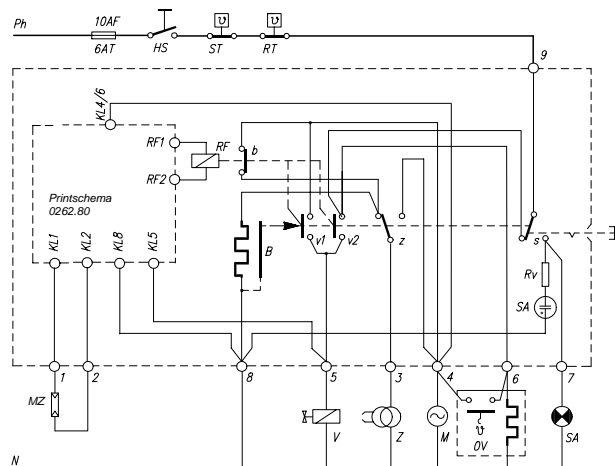 Ph
10AF
6AT
HS
ϑ
ST
ϑ
RT
9
KL4/6
RF1
RF
b
RF2
Printschema
0262.80
KL1
KL2
KL8
KL5
B
v1
v2
z
s
Rv
SA
1
2
8
5
3
4
6
7
MZ
V
Z
M
ϑ
0V
SA
N